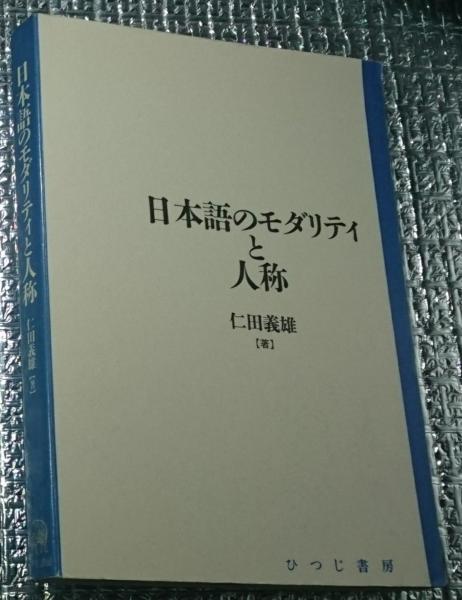 日本語のモダリティと人称
仁田義雄
[著]
日本語のモダリティ
と
人称
仁田義雄
【著】
ひつじ書房